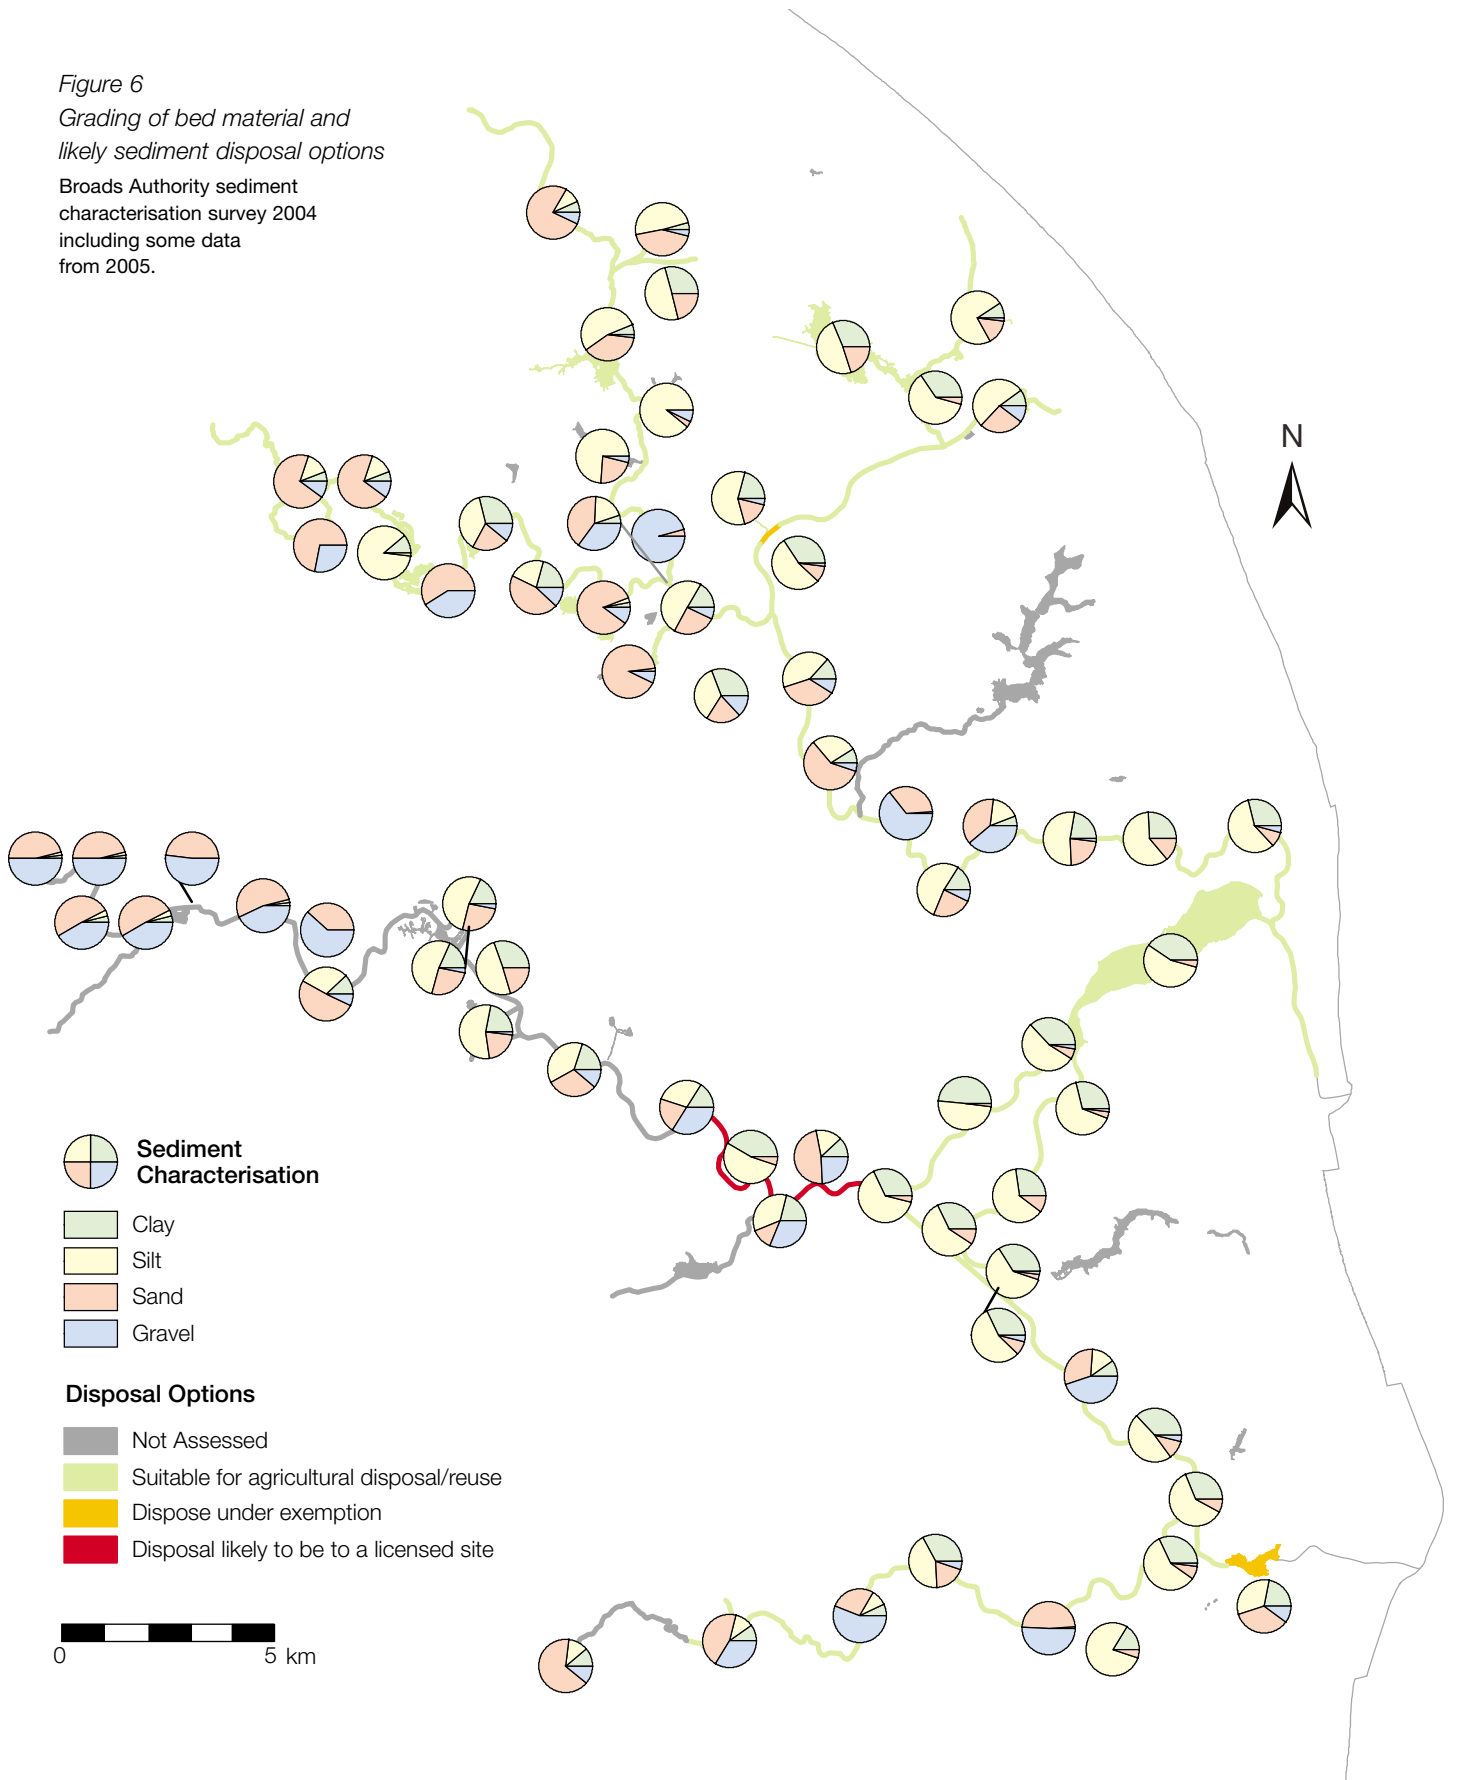 Figure 6
Grading of bed material and
likely sediment disposal options
Broads Authority sediment
characterisation survey 2004
including some data
from 2005.
N
Sediment
Characterisation
Clay
Silt
Sand
Gravel
Disposal Options
Not Assessed
Suitable for agricultural disposal/reuse
Dispose under exemption
Disposal likely to be to a licensed site
0 5 km